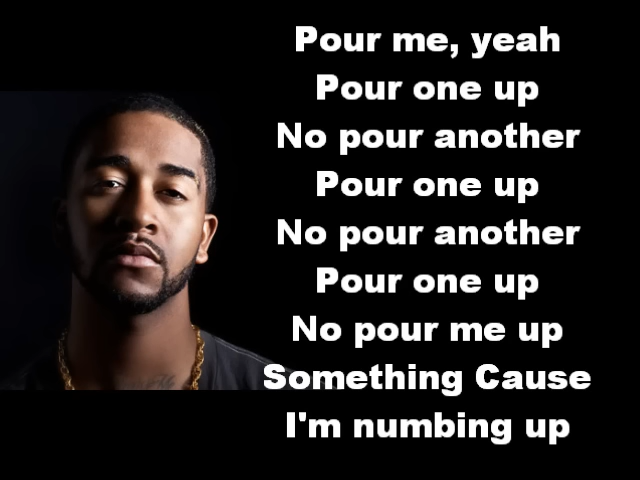 Pour me, yeah
Pour one up
No pour another
Pour one up
No pour another
Pour one up
No pour me up
Something Cause
I'm numbing up